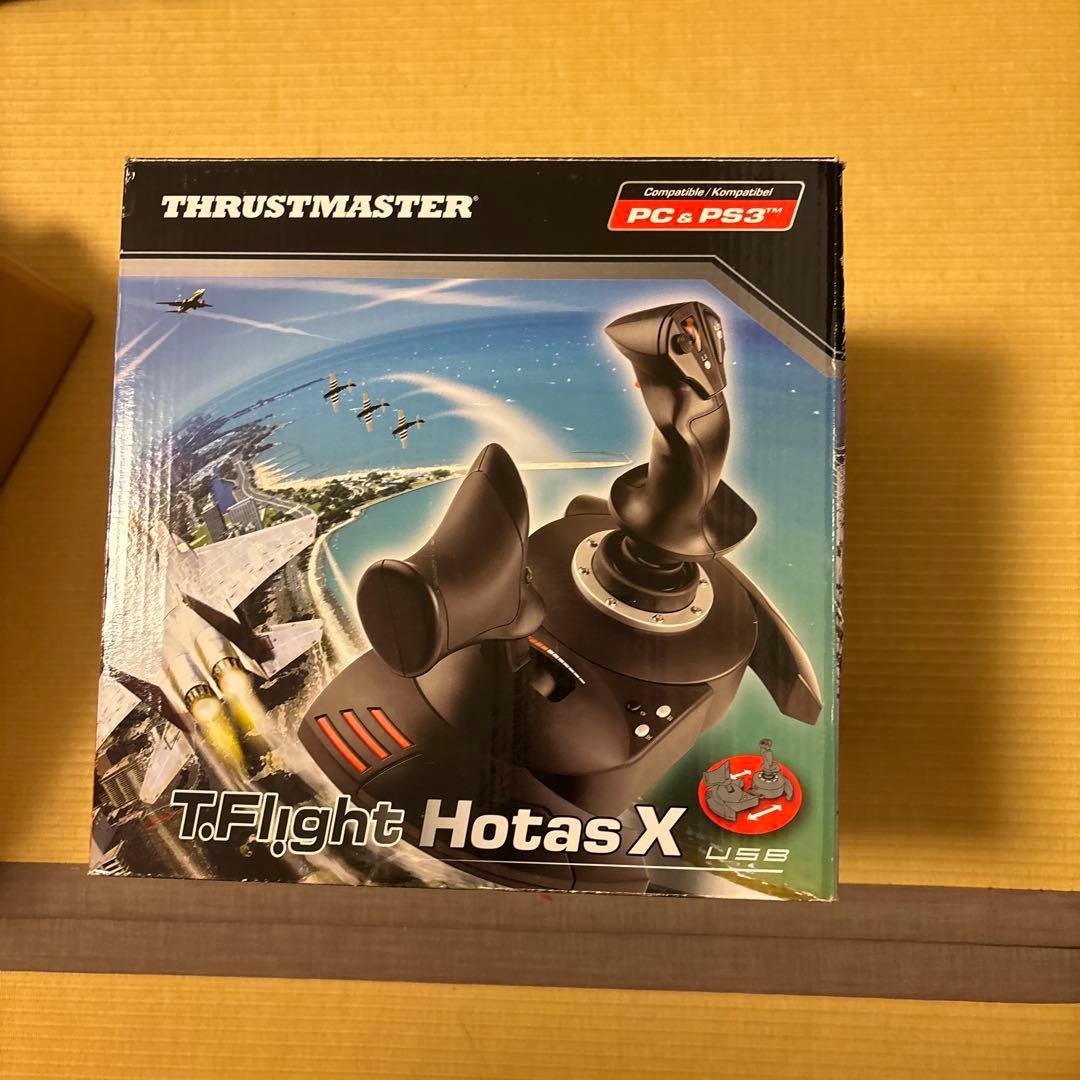 THRUSTMASTER®
Compatible / Kompatibel
PC & PS3™
T.Flight Hotas X
USB